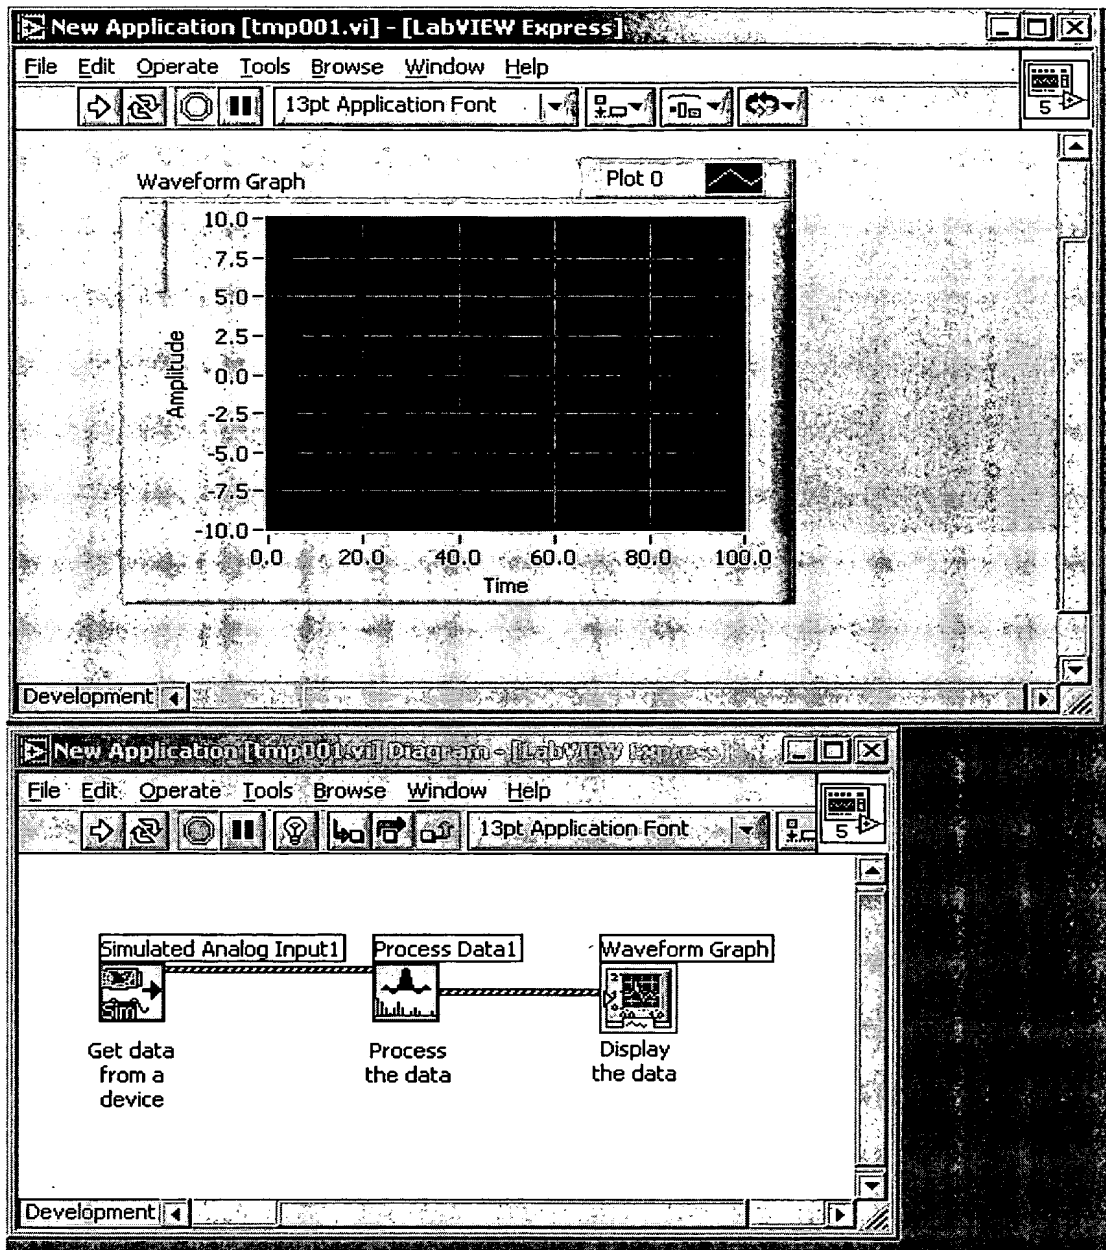 New Application [tmp001.vi] - [LabVIEW Express]
File Edit Operate Tools Browse Window Help
13pt Application Font
5
Waveform Graph
Plot 0
10.0
7.5
5.0
2.5
0.0
-2.5
-5.0
-7.5
-10.0
Amplitude
0.0 20.0 40.0 60.0 80.0 100.0
Time
Development
New Application [tmp001.vi] Diagram - [LabVIEW Express]
File Edit Operate Tools Browse Window Help
13pt Application Font
5
Simulated Analog Input1 Process Data1 Waveform Graph
Sim
Get data Process Display
from a the data the data
device
Development